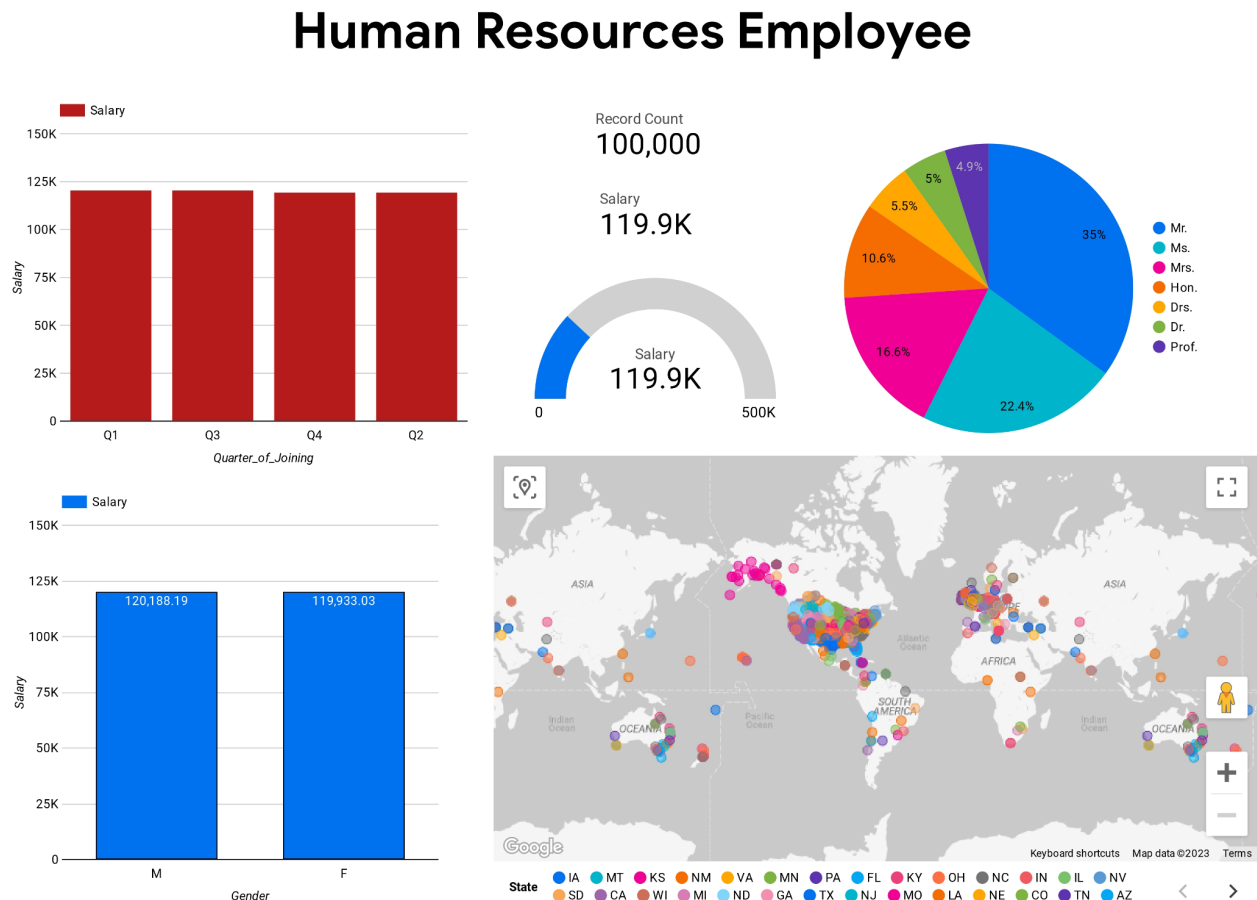 Human Resources Employee
Salary
150K
125K
100K
75K
50K
25K
0
Salary
Q1
Q3
Q4
Q2
Quarter_of_Joining
Record Count
100,000
Salary
119.9K
Salary
119.9K
0
500K
4.9%
5%
5.5%
10.6%
16.6%
22.4%
35%
Mr.
Ms.
Mrs.
Hon.
Drs.
Dr.
Prof.
Salary
150K
125K
100K
75K
50K
25K
0
Salary
120,188.19
119,933.03
M
F
Gender
ASIA
ASIA
Atlantic
Ocean
AFRICA
SOUTH
AMERICA
Indian
Ocean
OCEANIA
Pacific
Ocean
Indian
Ocean
OCEANIA
Google
Keyboard shortcuts
Map data ©2023
Terms
State
IA MT KS NM VA MN PA FL KY OH NC IN IL NV
SD CA WI MI ND GA TX NJ MO LA NE CO TN AZ